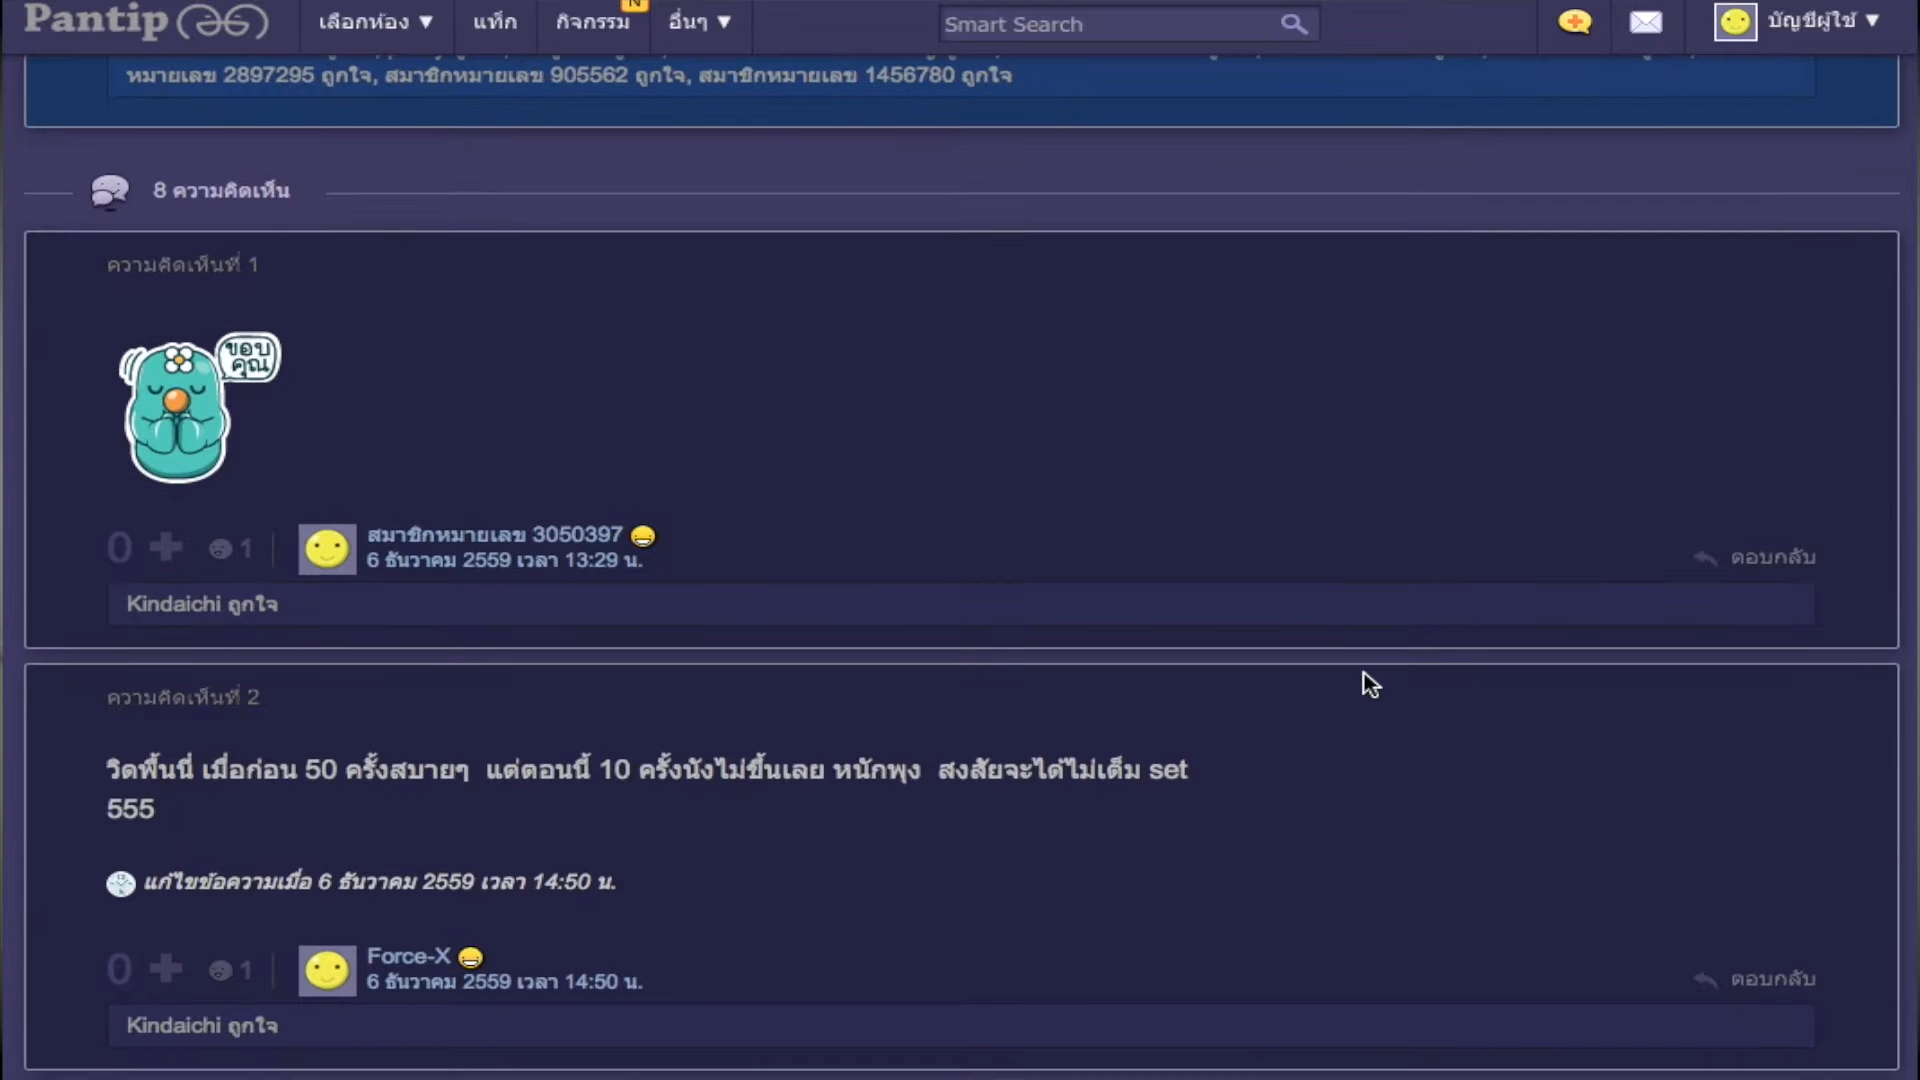 Pantip
เลือกห้อง ▼
แท็ก
กิจกรรม
N
อื่นๆ ▼
Smart Search
บัญชีผู้ใช้ ▼
หมายเลข 2897295 ถูกใจ, สมาชิกหมายเลข 905562 ถูกใจ, สมาชิกหมายเลข 1456780 ถูกใจ
8 ความคิดเห็น
ความคิดเห็นที่ 1
ขอบ
คุณ
0
1
สมาชิกหมายเลข 3050397
6 ธันวาคม 2559 เวลา 13:29 น.
ตอบกลับ
Kindaichi ถูกใจ
ความคิดเห็นที่ 2
วิดพื้นนี่ เมื่อก่อน 50 ครั้งสบายๆ แต่ตอนนี้ 10 ครั้งนังไม่ขึ้นเลย หนักพุง สงสัยจะได้ไม่เต็ม set
555
แก้ไขข้อความเมื่อ 6 ธันวาคม 2559 เวลา 14:50 น.
0
1
Force-X
6 ธันวาคม 2559 เวลา 14:50 น.
ตอบกลับ
Kindaichi ถูกใจ